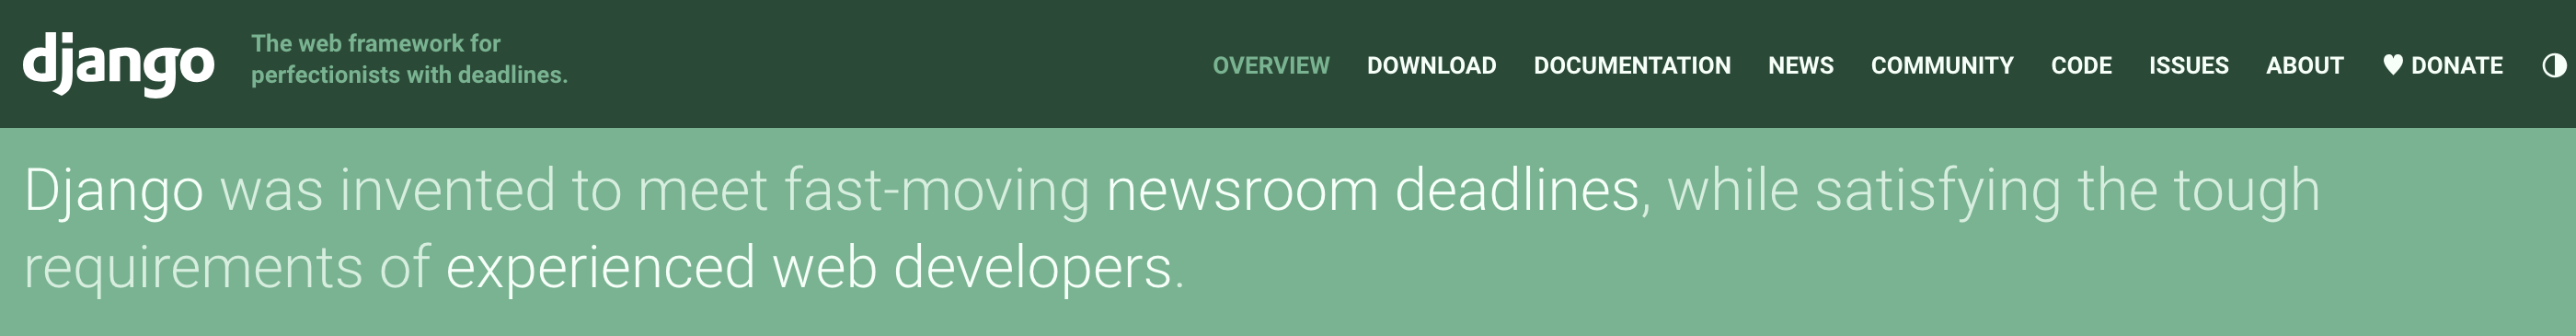 django
The web framework for
perfectionists with deadlines.
OVERVIEW DOWNLOAD DOCUMENTATION NEWS COMMUNITY CODE ISSUES ABOUT DONATE
Django was invented to meet fast-moving newsroom deadlines, while satisfying the tough
requirements of experienced web developers.